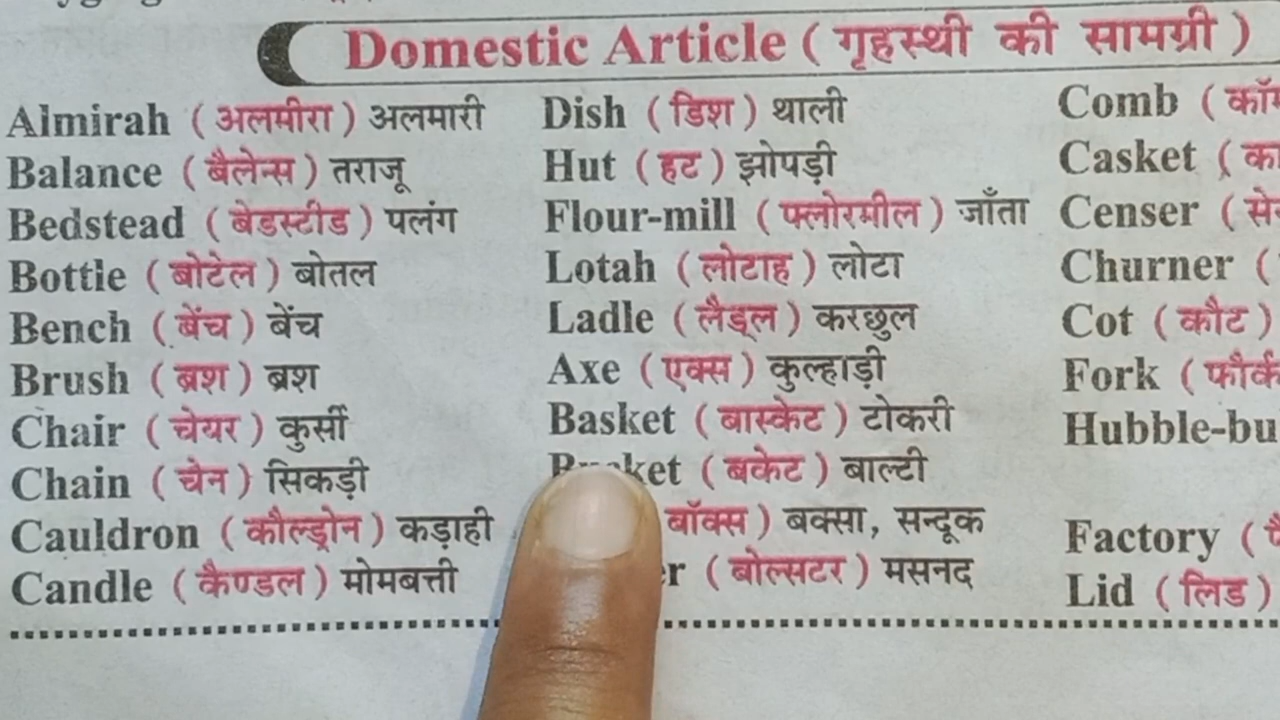 Domestic Article ( गृहस्थी की सामग्री )
Almirah ( अलमीरा ) अलमारी
Balance ( बैलेन्स ) तराजू
Bedstead ( बेडस्टीड ) पलंग
Bottle ( बोटेल ) बोतल
Bench ( बेंच ) बेंच
Brush ( ब्रश ) ब्रश
Chair ( चेयर ) कुर्सी
Chain ( चेन ) सिकड़ी
Cauldron ( कौल्ड्रोन ) कड़ाही
Candle ( कैण्डल ) मोमबत्ती
Dish ( डिश ) थाली
Hut ( हट ) झोपड़ी
Flour-mill ( फ्लोरमील ) जाँता
Lotah ( लोटाह ) लोटा
Ladle ( लैड्ल ) करछुल
Axe ( एक्स ) कुल्हाड़ी
Basket ( बास्केट ) टोकरी
( बकेट ) बाल्टी
बॉक्स ) बक्सा, सन्दूक
( बोल्सटर ) मसनद
Comb (
Casket (
Censer (
Churner (
Cot ( कौट )
Fork (
Hubble-bu
Factory (
Lid ( लिड )